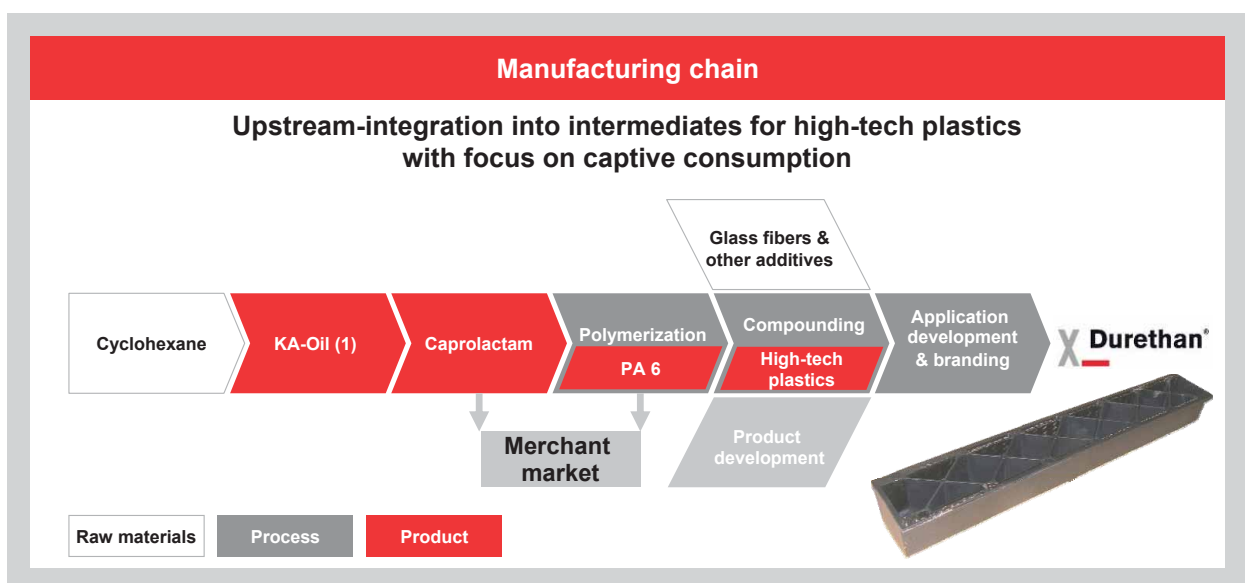 Manufacturing chain
Upstream-integration into intermediates for high-tech plastics
with focus on captive consumption
Glass fibers &
other additives
Cyclohexane
KA-Oil (1)
Caprolactam
Polymerization
PA 6
Compounding
High-tech
plastics
Application
development
& branding
X Durethan®
Merchant
market
Product
development
Raw materials
Process
Product